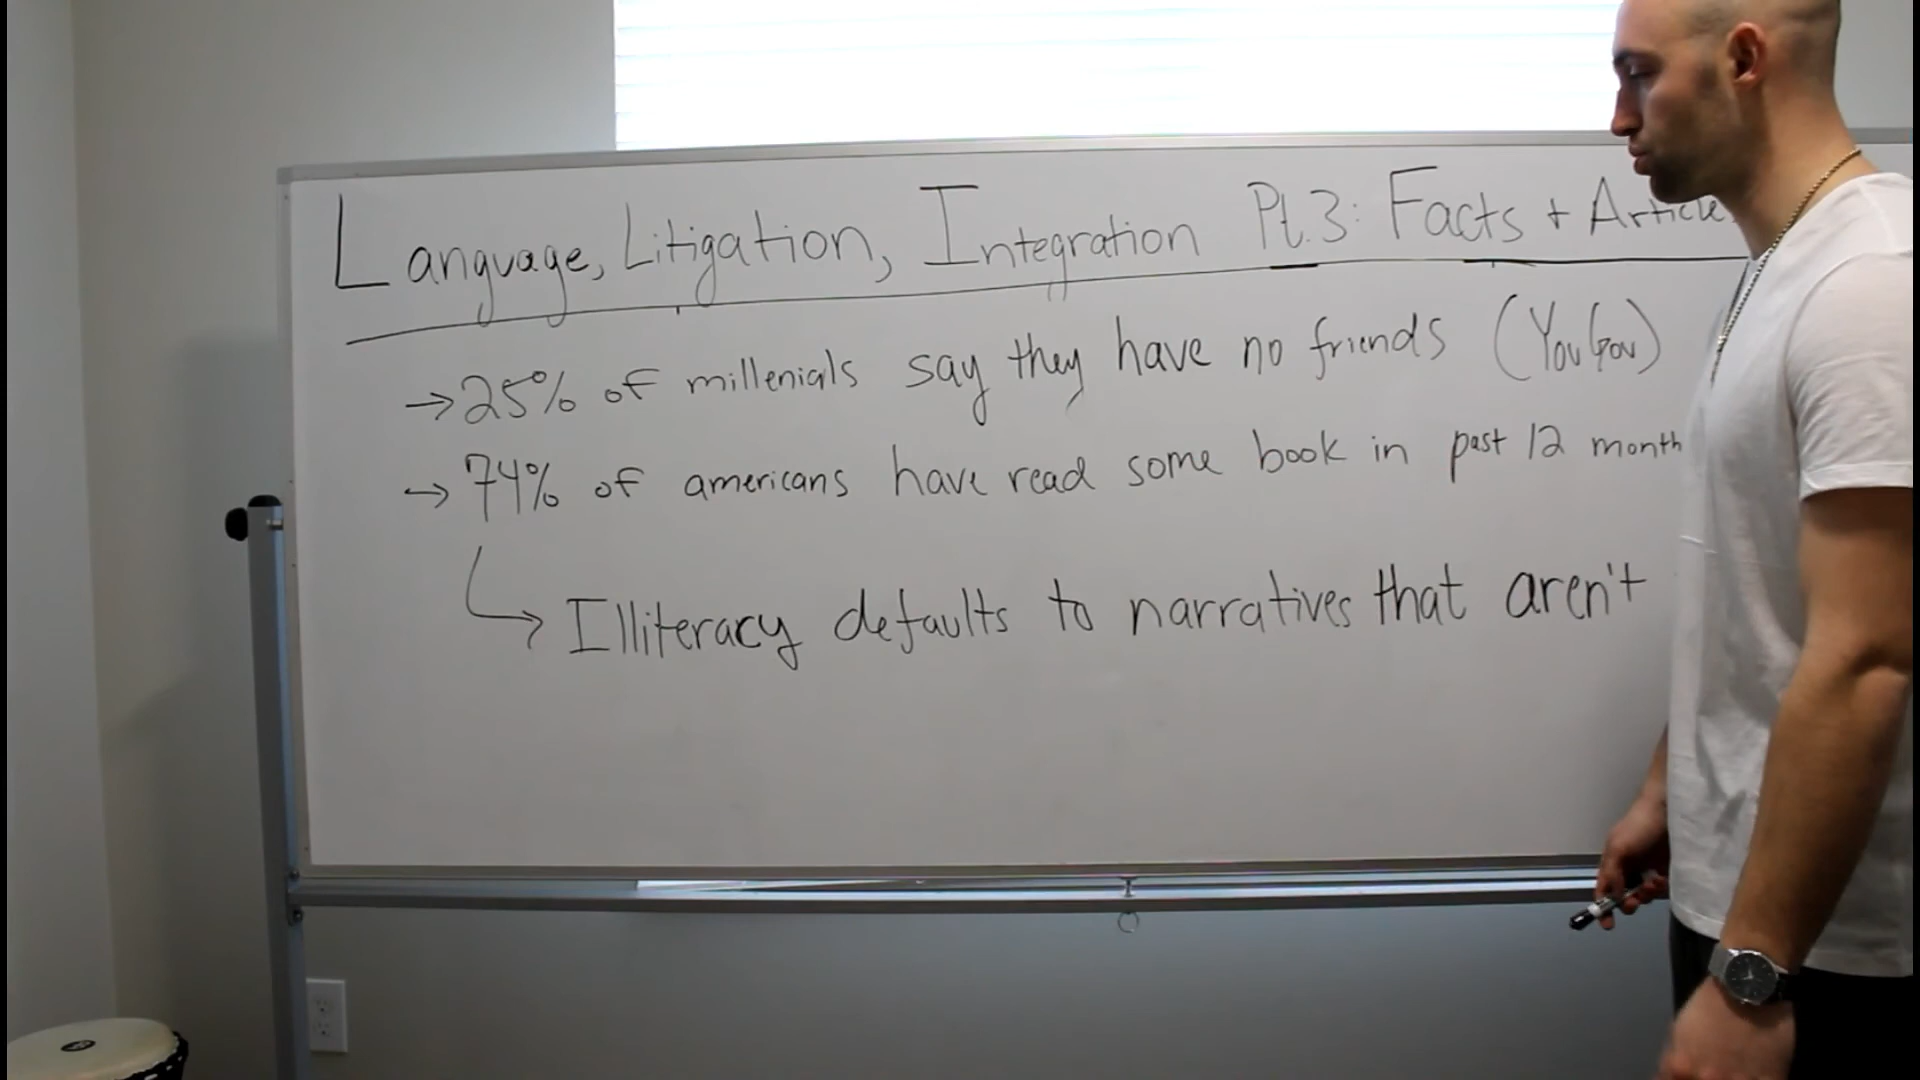 Language, Litigation, Integration Pt.3: Facts + Article
→ 25% of millenials say they have no friends (YouGov)
→ 74% of americans have read some book in past 12 month
↳ Illiteracy defaults to narratives that aren't